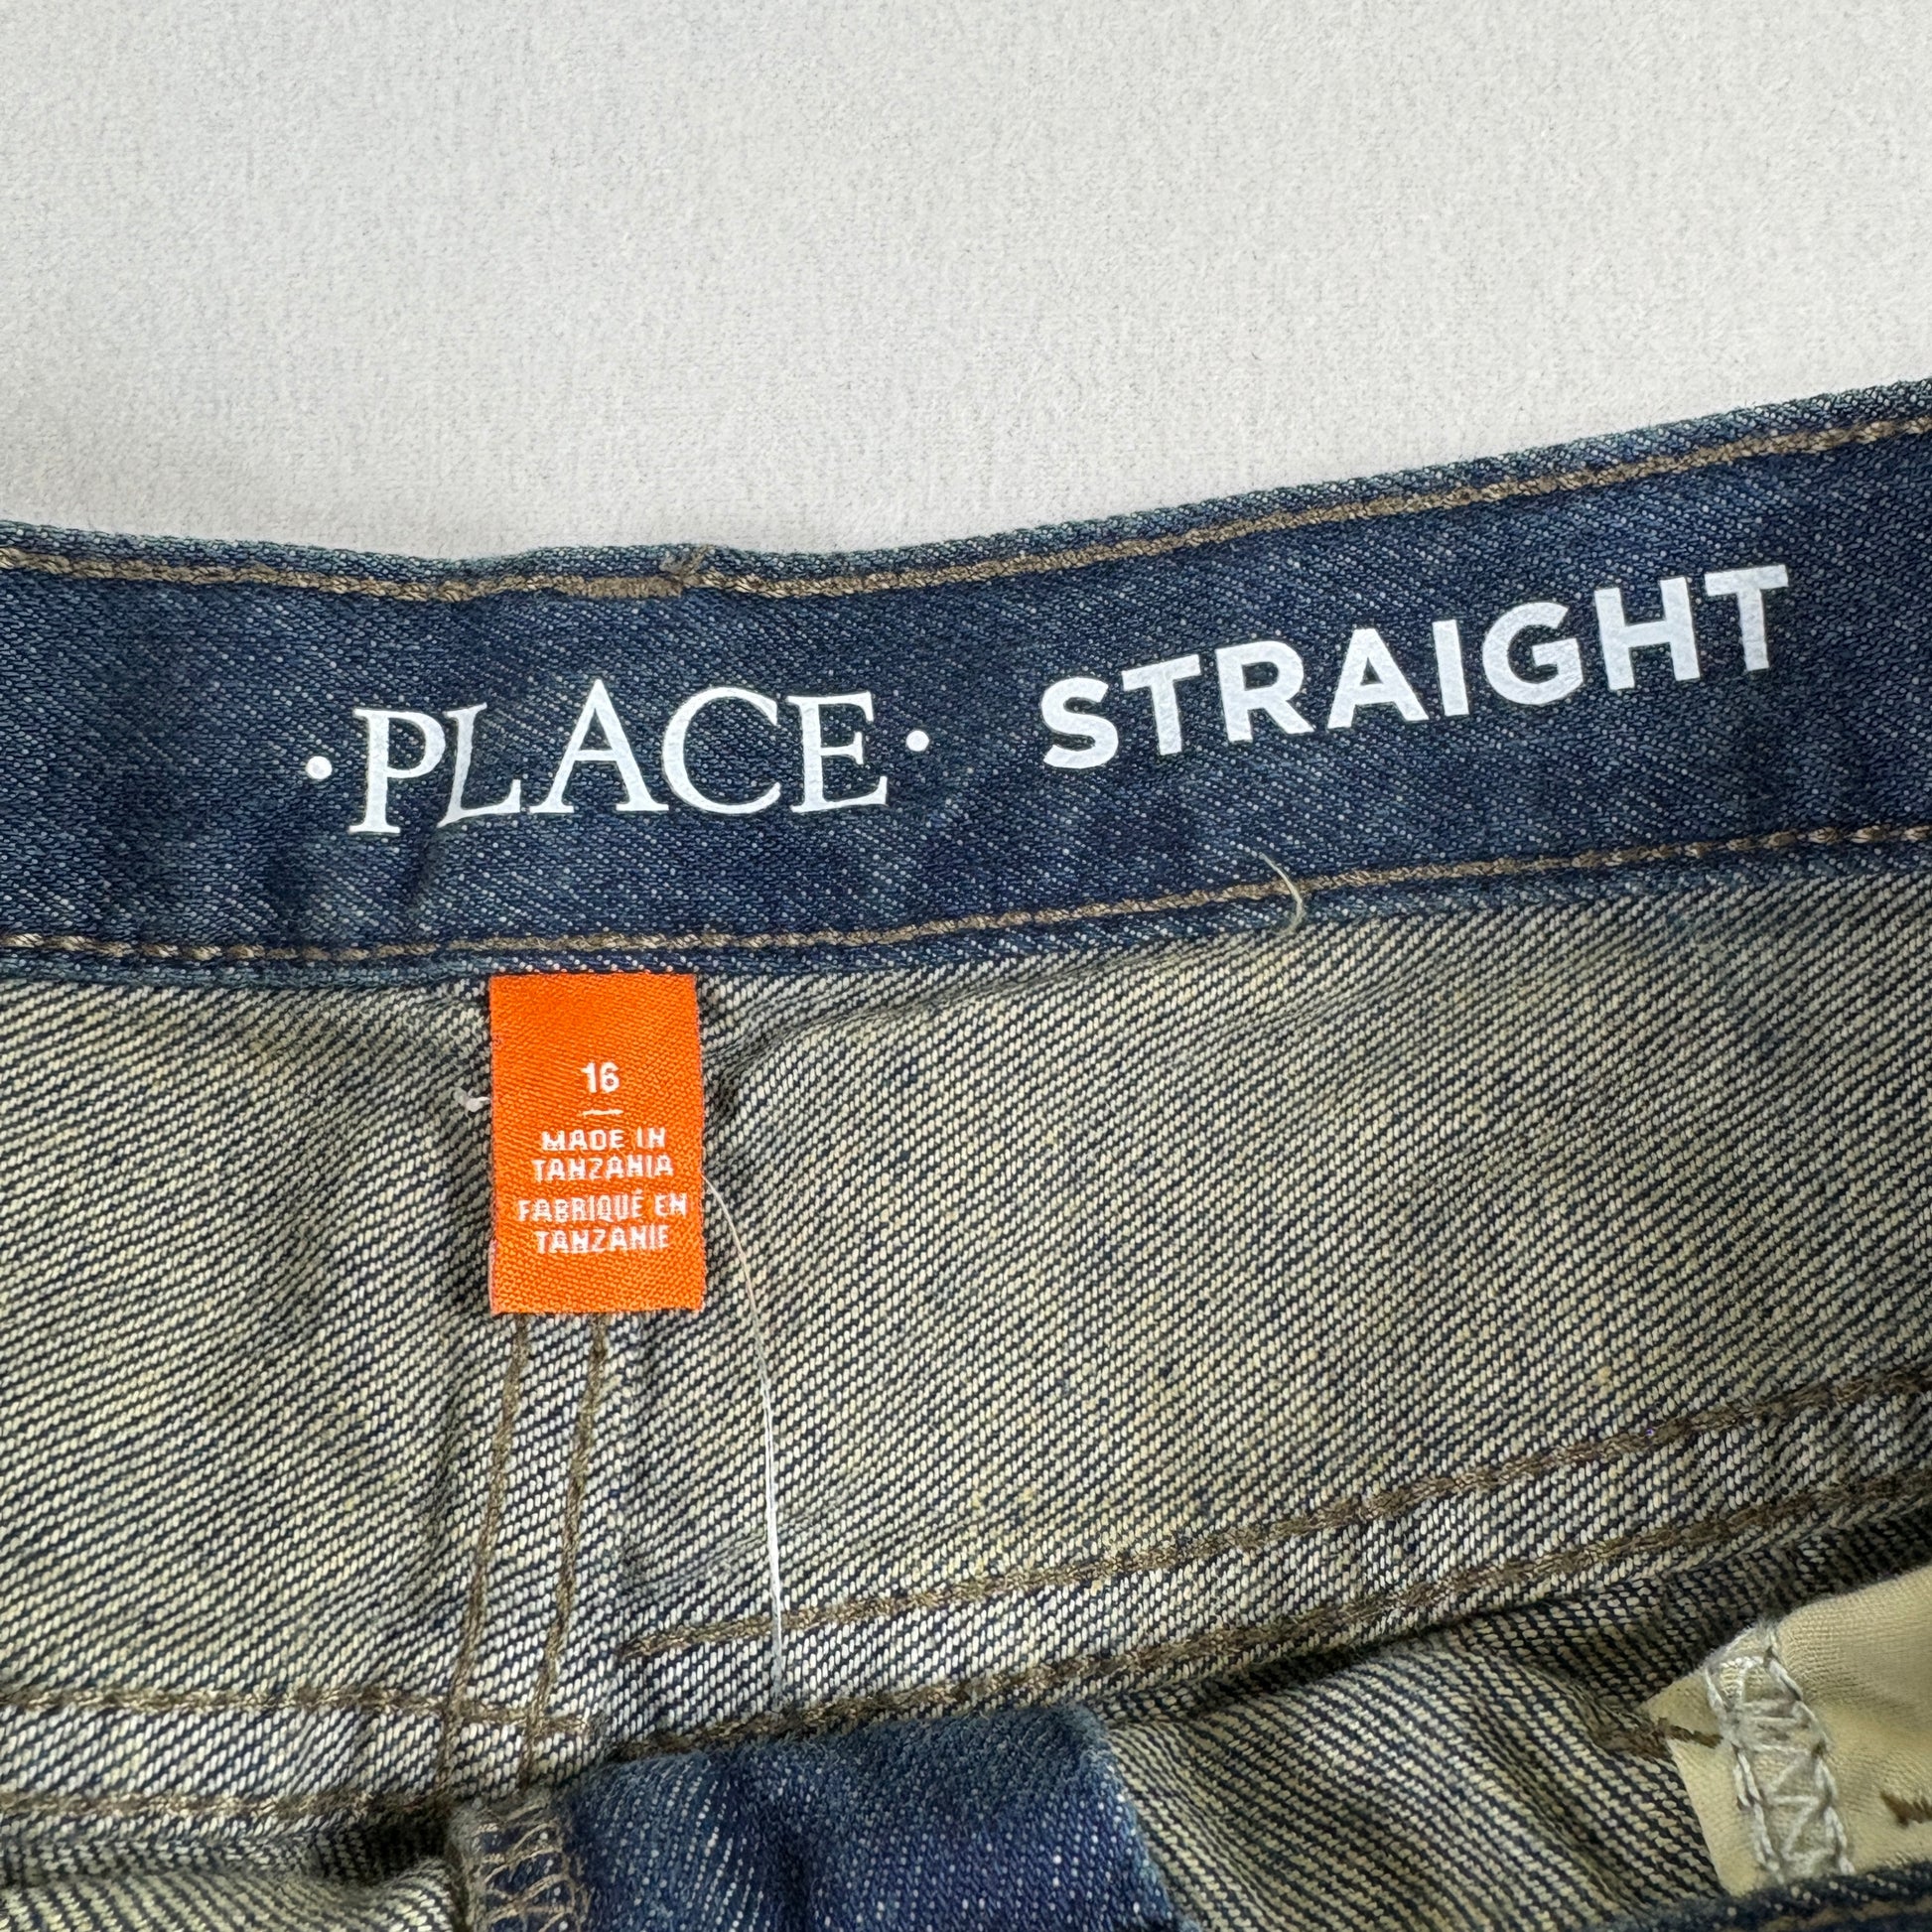 ·PLACE· STRAIGHT
16
MADE IN
TANZANIA
FABRIQUÉ EN
TANZANIE